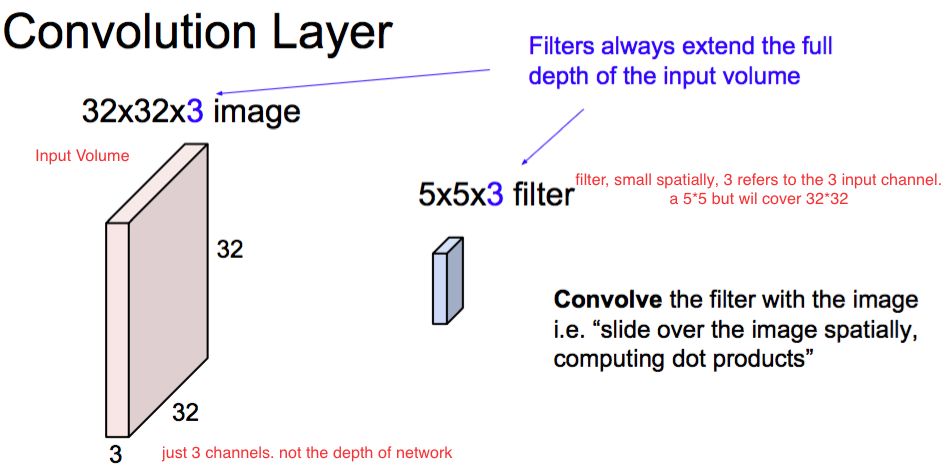 Convolution Layer
Filters always extend the full
depth of the input volume
32x32x3 image
Input Volume
5x5x3 filter
filter, small spatially, 3 refers to the 3 input channel.
a 5*5 but wil cover 32*32
32
Convolve the filter with the image
i.e. “slide over the image spatially,
computing dot products”
32
3
just 3 channels. not the depth of network